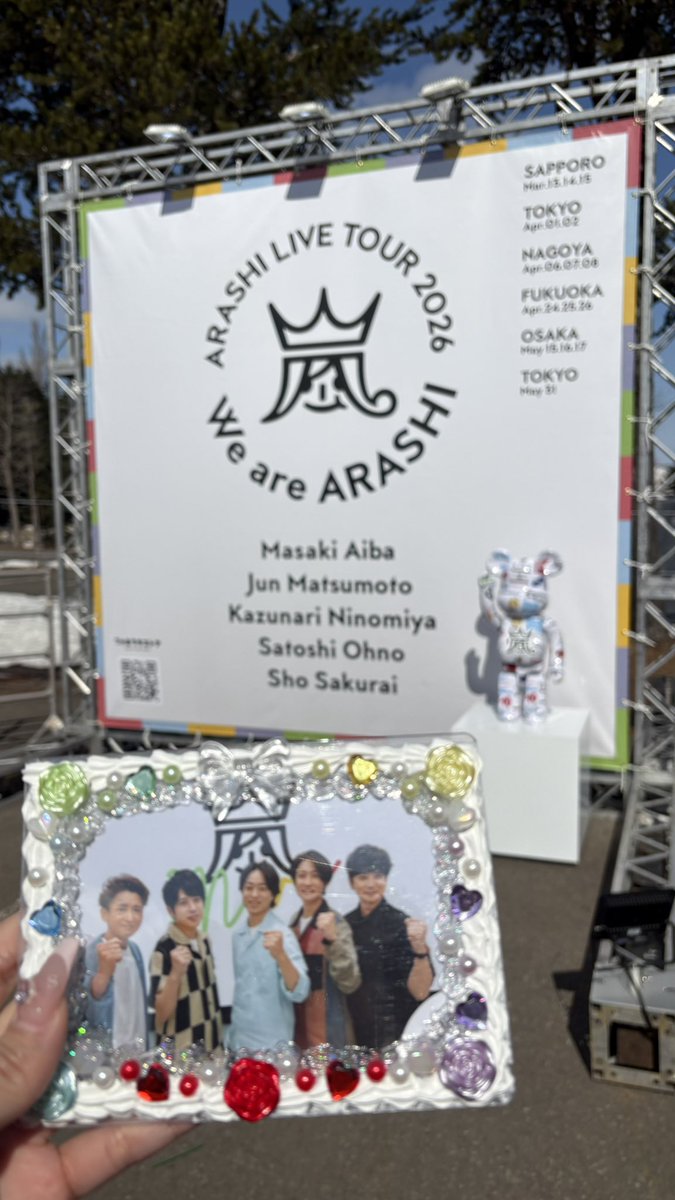 ARASHI LIVE TOUR 2026
We are ARASHI
SAPPORO
Mar.13.14.15
TOKYO
Apr.01.02
NAGOYA
Apr.06.07.08
FUKUOKA
Apr.24.25.26
OSAKA
May 15.16.17
TOKYO
May 31
Masaki Aiba
Jun Matsumoto
Kazunari Ninomiya
Satoshi Ohno
Sho Sakurai